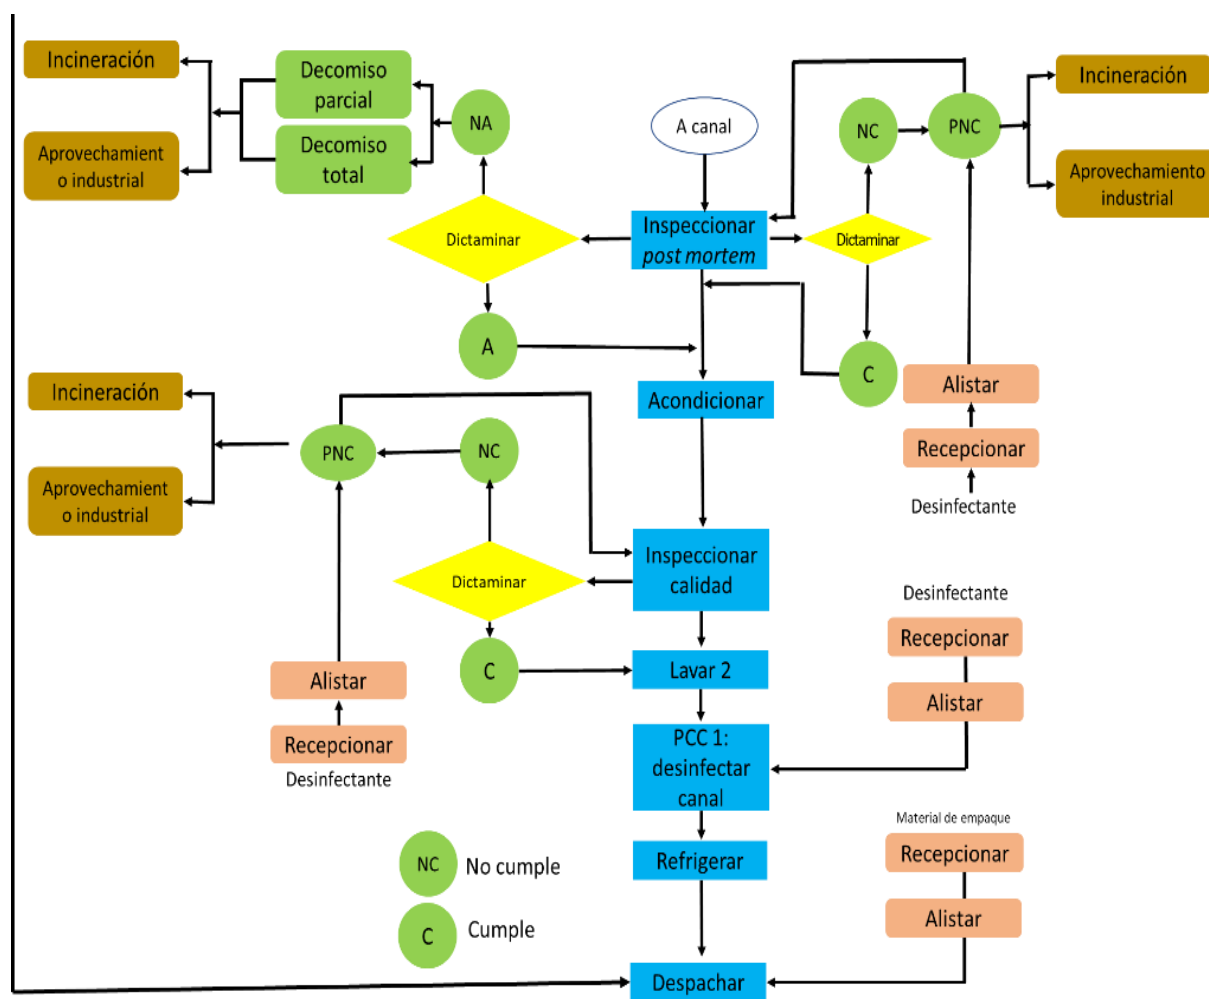 Incineración
Decomiso
parcial
Incineración
A canal
NC
PNC
NA
Aprovechamient
o industrial
Decomiso
total
Aprovechamiento
industrial
Dictaminar
Inspeccionar
post mortem
Dictaminar
A
C
Incineración
Acondicionar
Alistar
PNC
NC
Recepcionar
Aprovechamient
o industrial
Desinfectante
Inspeccionar
calidad
Dictaminar
Desinfectante
Recepcionar
C
Lavar 2
Alistar
Alistar
Recepcionar
Desinfectante
PCC 1:
desinfectar
canal
Material de empaque
NC
No cumple
Refrigerar
Recepcionar
C
Cumple
Alistar
Despachar